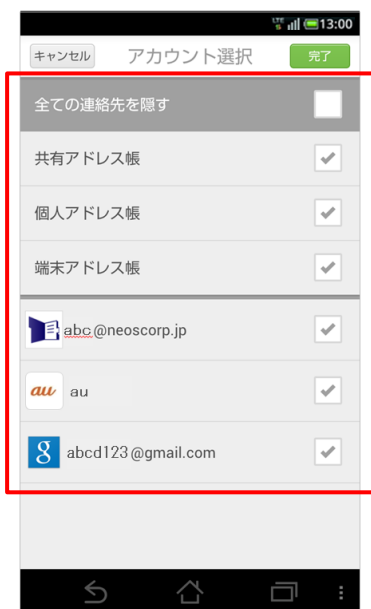 LTE 13:00
キャンセル アカウント選択 完了
全ての連絡先を隠す
共有アドレス帳
個人アドレス帳
端末アドレス帳
abc@neoscorp.jp
au au
g abcd123@gmail.com